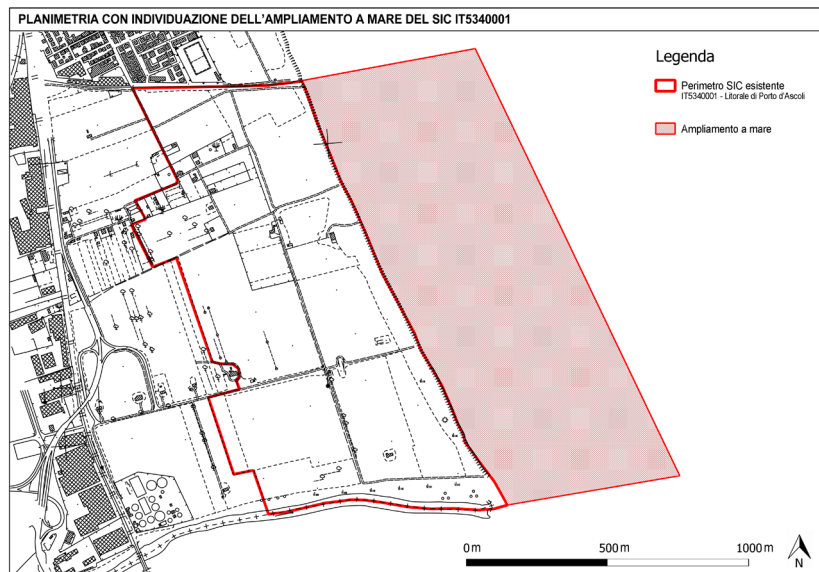 PLANIMETRIA CON INDIVIDUAZIONE DELL'AMPLIAMENTO A MARE DEL SIC IT5340001
Legenda
Perimetro SIC esistente
IT5340001 - Litorale di Porto d'Ascoli
Ampliamento a mare
0 m 500 m 1000 m
N